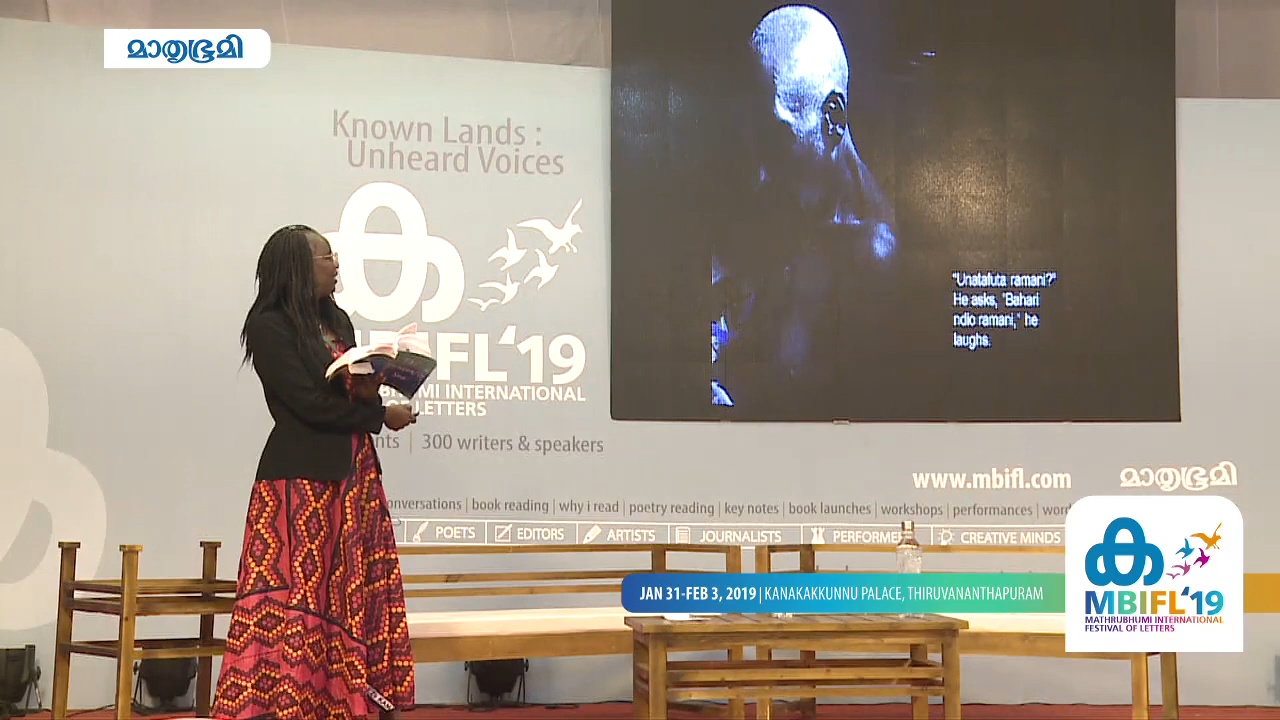 മാതൃഭൂമി
Known Lands :
Unheard Voices
ക
FL‘19
MI INTERNATIONAL
LETTERS
300 writers & speakers
"Unatafuta ramani?"
He asks, "Bahari
ndio ramani," he
laughs.
www.mbifl.com
മാതൃഭൂമി
book reading | why i read | poetry reading | key notes | book launches | workshops | performances
POETS | EDITORS | ARTISTS | JOURNALISTS | CREATIVE MINDS
JAN 31-FEB 3, 2019 | KANAKAKKUNNU PALACE, THIRUVANANTHAPURAM
ക
MBIFL‘19
MATHRUBHUMI INTERNATIONAL
FESTIVAL OF LETTERS